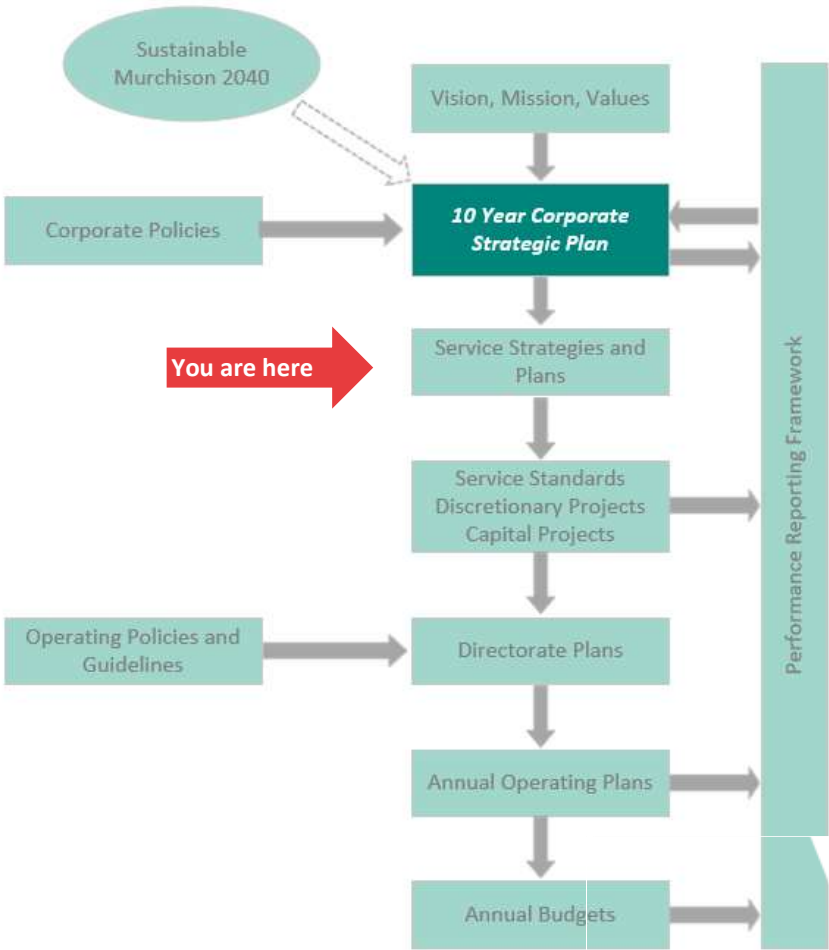 Sustainable
Murchison 2040
Vision, Mission, Values
Corporate Policies
10 Year Corporate
Strategic Plan
You are here
Service Strategies and
Plans
Service Standards
Discretionary Projects
Capital Projects
Operating Policies and
Guidelines
Directorate Plans
Annual Operating Plans
Annual Budgets
Performance Reporting Framework